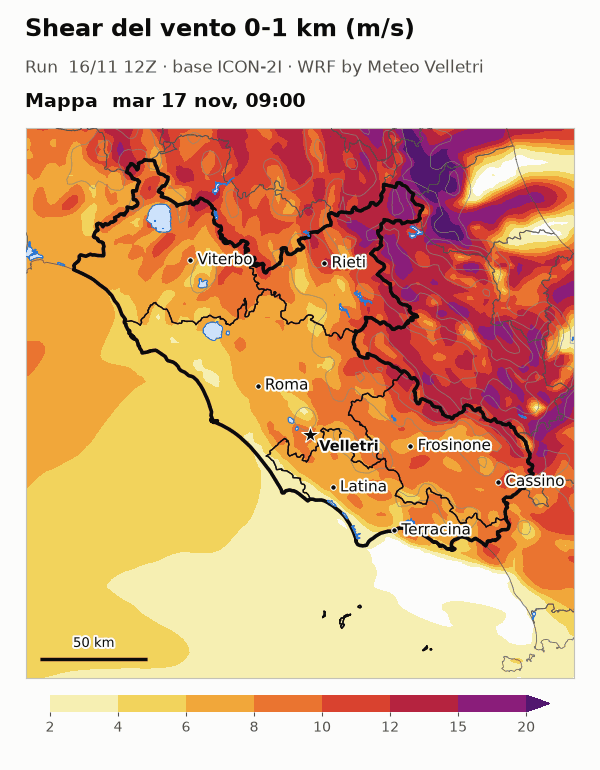 Shear del vento 0-1 km (m/s)
Run  16/11 12Z · base ICON-2I · WRF by Meteo Velletri
Mappa  mar 17 nov, 09:00
Viterbo
Rieti
Roma
Velletri
Frosinone
Latina
Cassino
Terracina
50 km
2 4 6 8 10 12 15 20